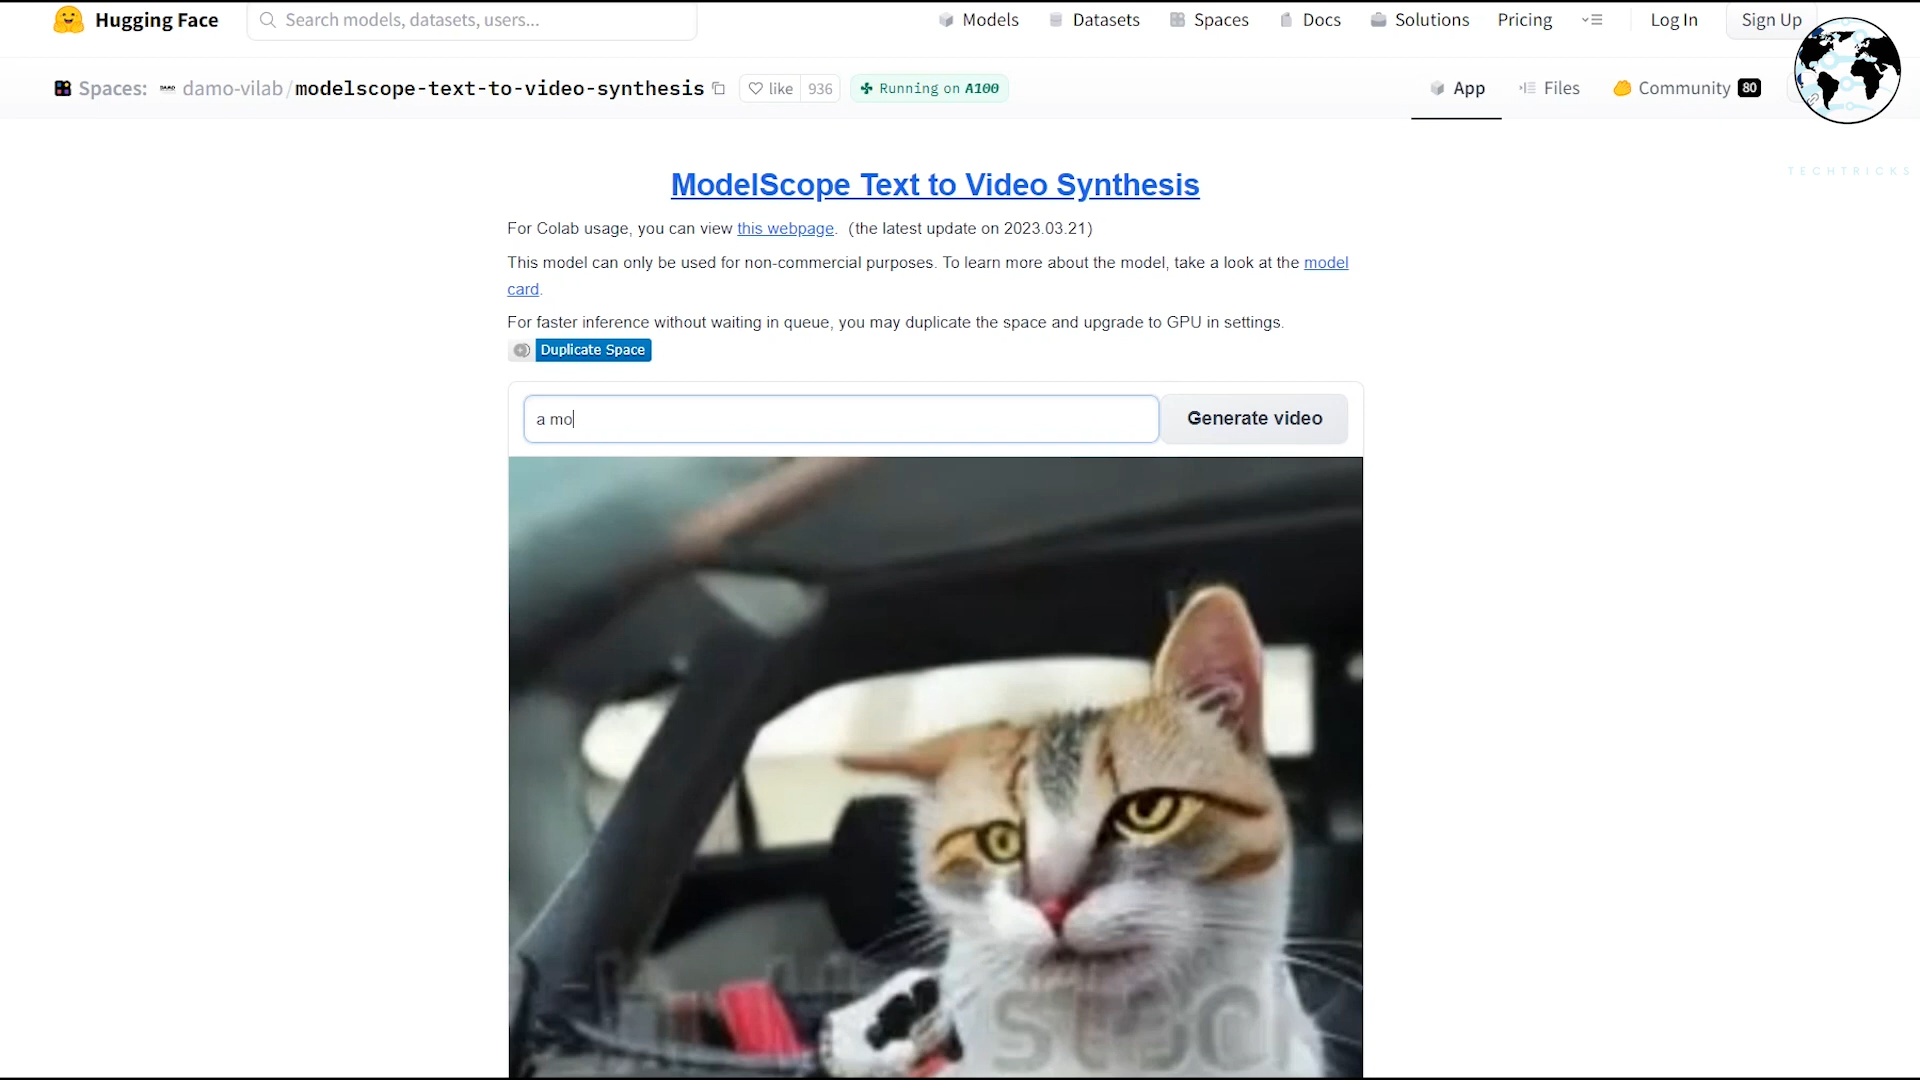 Hugging Face
Search models, datasets, users...
Models
Datasets
Spaces
Docs
Solutions
Pricing
Log In
Sign Up
Spaces:
damo-vilab/modelscope-text-to-video-synthesis
like
936
Running on A100
App
Files
Community
80
TECHTRICKS
ModelScope Text to Video Synthesis
For Colab usage, you can view this webpage. (the latest update on 2023.03.21)
This model can only be used for non-commercial purposes. To learn more about the model, take a look at the model
card.
For faster inference without waiting in queue, you may duplicate the space and upgrade to GPU in settings.
Duplicate Space
a mo
Generate video